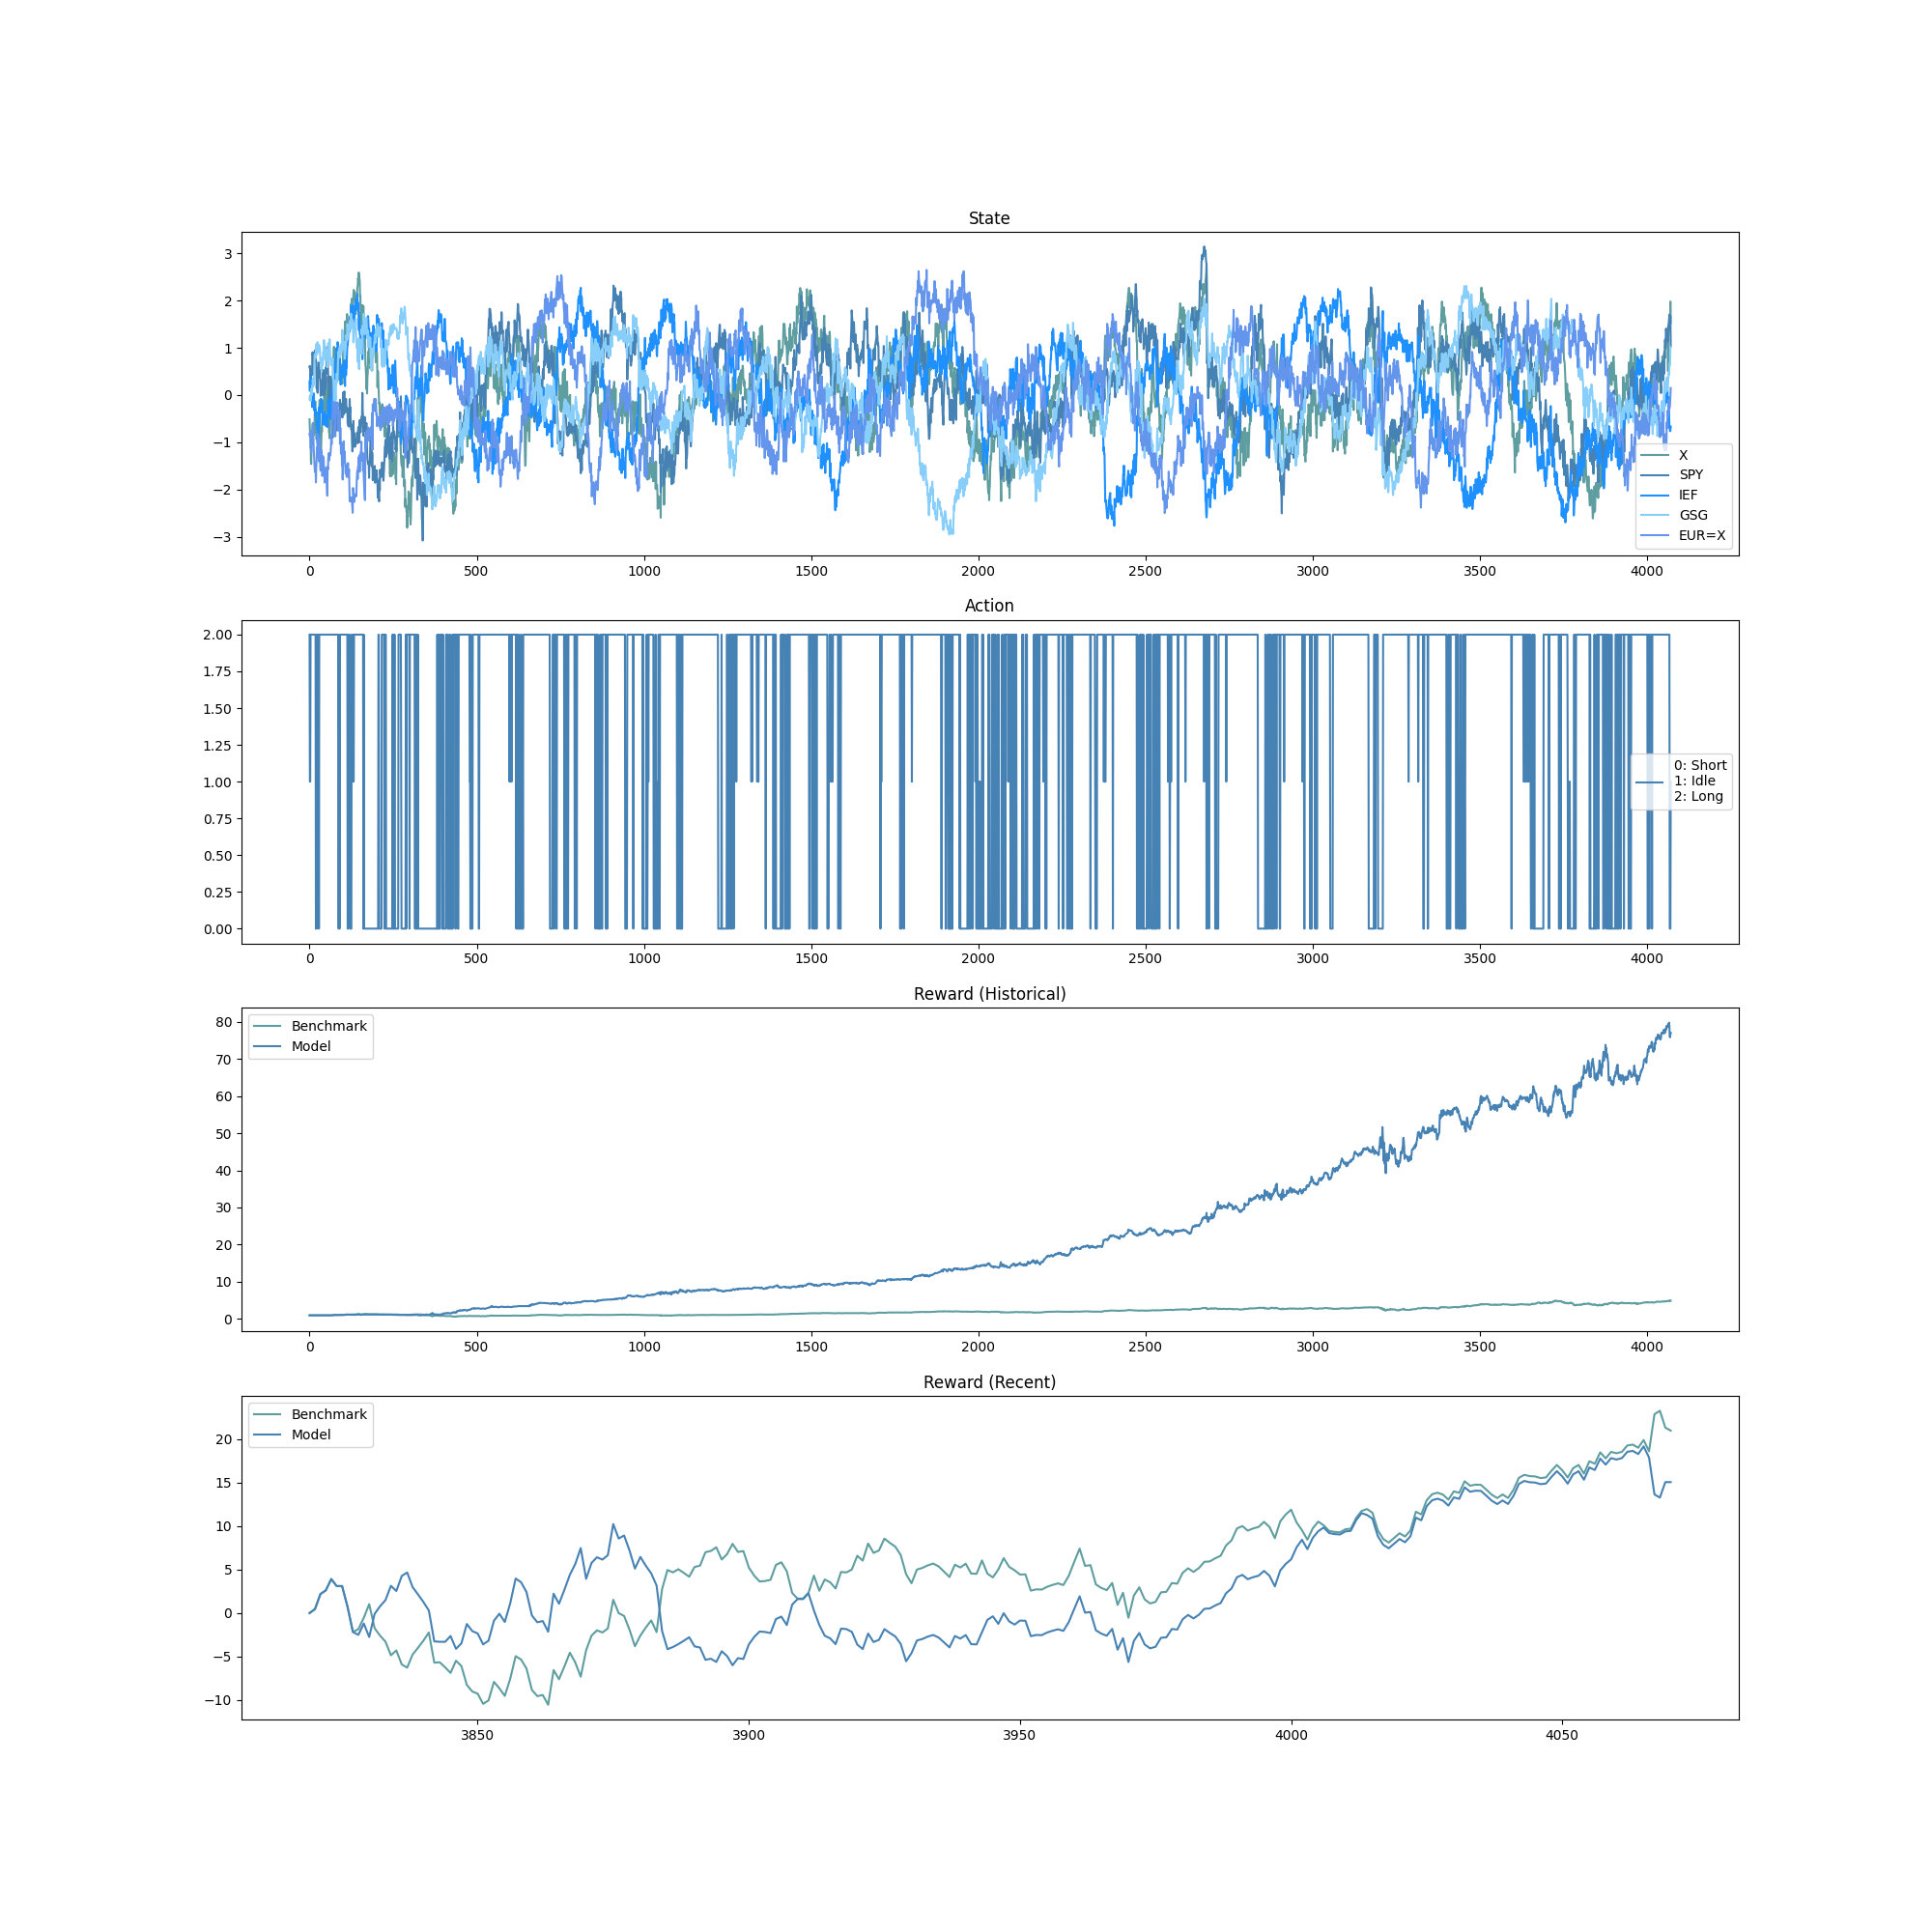 State
3
2
1
0
−1
−2
−3
X
SPY
IEF
GSG
EUR=X
0 500 1000 1500 2000 2500 3000 3500 4000
Action
2.00
1.75
1.50
1.25
1.00
0.75
0.50
0.25
0.00
0: Short
1: Idle
2: Long
0 500 1000 1500 2000 2500 3000 3500 4000
Reward (Historical)
Benchmark
Model
80
70
60
50
40
30
20
10
0
0 500 1000 1500 2000 2500 3000 3500 4000
Reward (Recent)
Benchmark
Model
20
15
10
5
0
−5
−10
3850 3900 3950 4000 4050